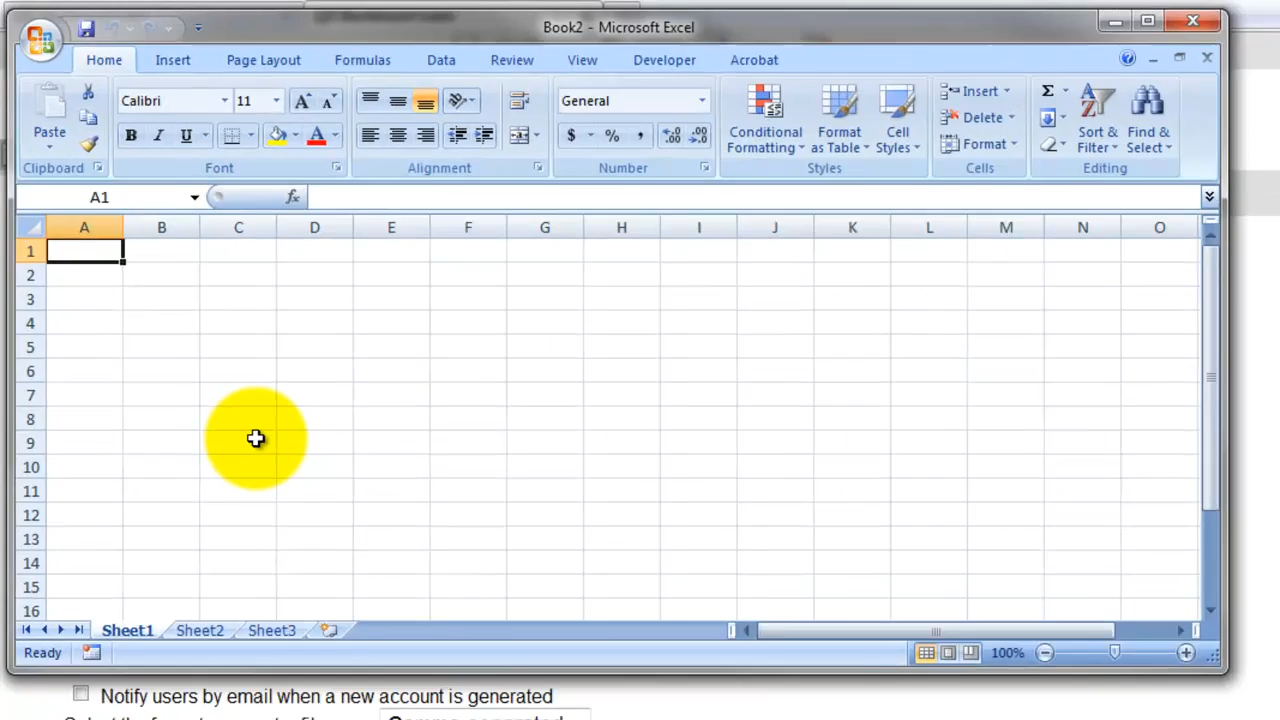 Book2 - Microsoft Excel
Home Insert Page Layout Formulas Data Review View Developer Acrobat
Calibri 11 General Insert
Paste Conditional Formatting Format as Table Cell Styles Delete Sort & Filter Find & Select
Format
Clipboard Font Alignment Number Styles Cells Editing
A1 fx
A B C D E F G H I J K L M N O
1
2
3
4
5
6
7
8
9
10
11
12
13
14
15
16
Sheet1 Sheet2 Sheet3
Ready 100%
Notify users by email when a new account is generated